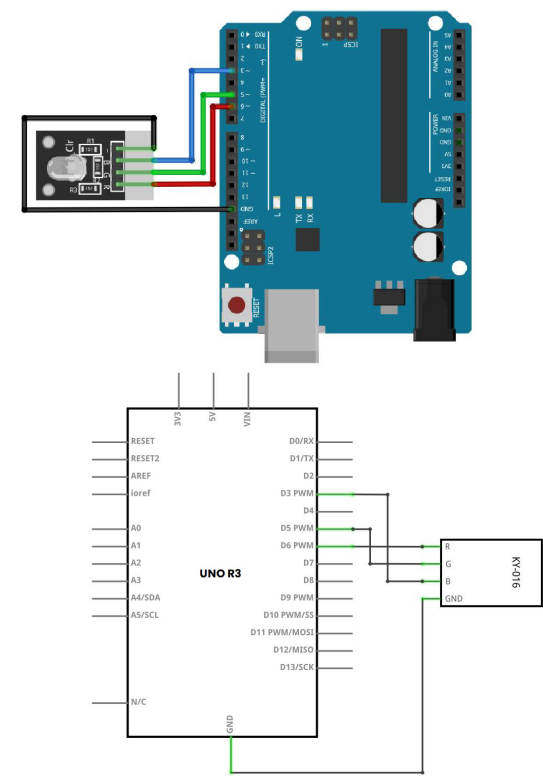 0 ◄ RX0
1 ► TX0
2
3 ~
4
5 ~
6 ~
7
DIGITAL (PWM=
8
9 ~
10 ~
11 ~
12
13
GND
AREF
ON
1
ICSP
ANALOG IN
A5
A4
A3
A2
A1
A0
POWER
VIN
GND
GND
5V
3V3
RESET
IOREF
L
TX
RX
ICSP2
RESET
R1
R3
3V3
5V
VIN
RESET
RESET2
AREF
ioref
A0
A1
A2
A3
A4/SDA
A5/SCL
N/C
UNO R3
D0/RX
D1/TX
D2
D3 PWM
D4
D5 PWM
D6 PWM
D7
D8
D9 PWM
D10 PWM/SS
D11 PWM/MOSI
D12/MISO
D13/SCK
GND
R
G
B
GND
KY-016